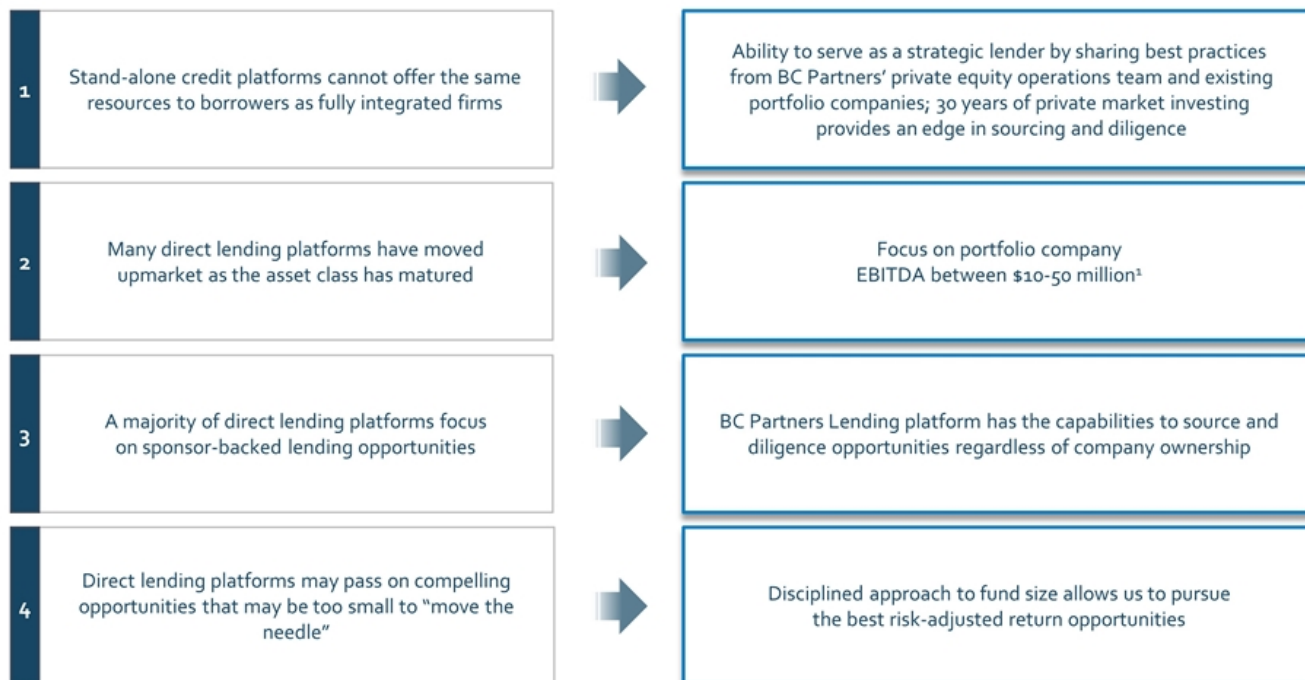 1
Stand-alone credit platforms cannot offer the same
resources to borrowers as fully integrated firms
Ability to serve as a strategic lender by sharing best practices
from BC Partners’ private equity operations team and existing
portfolio companies; 30 years of private market investing
provides an edge in sourcing and diligence
2
Many direct lending platforms have moved
upmarket as the asset class has matured
Focus on portfolio company
EBITDA between $10-50 million¹
3
A majority of direct lending platforms focus
on sponsor-backed lending opportunities
BC Partners Lending platform has the capabilities to source and
diligence opportunities regardless of company ownership
4
Direct lending platforms may pass on compelling
opportunities that may be too small to “move the
needle”
Disciplined approach to fund size allows us to pursue
the best risk-adjusted return opportunities